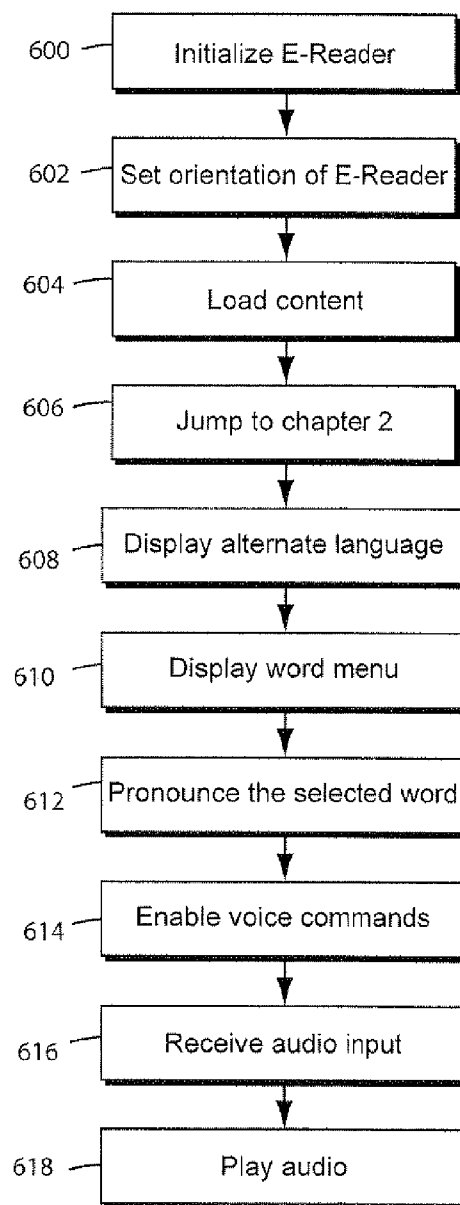 600 Initialize E-Reader
602 Set orientation of E-Reader
604 Load content
606 Jump to chapter 2
608 Display alternate language
610 Display word menu
612 Pronounce the selected word
614 Enable voice commands
616 Receive audio input
618 Play audio